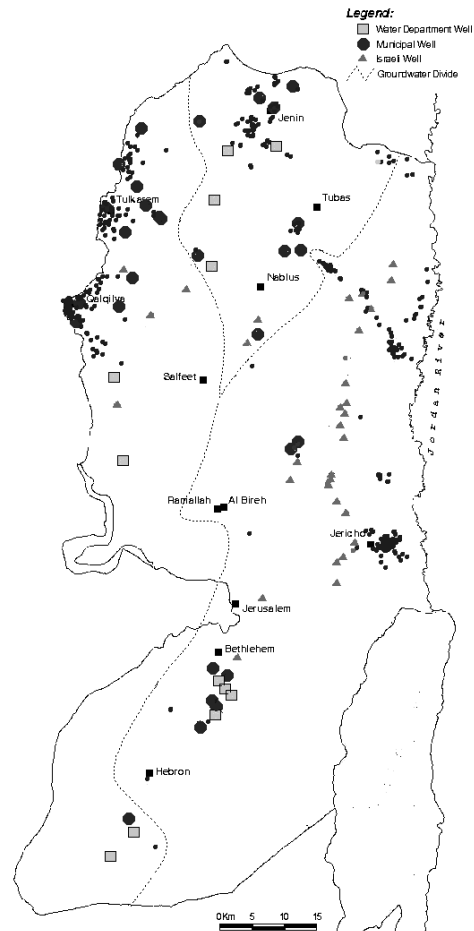 Legend:
Water Department Well
Municipal Well
Israeli Well
Groundwater Divide
Jenin
Tulkarem
Tubas
Nablus
Qalqilya
Salfeet
Jordan River
Ramallah
Al Bireh
Jericho
Jerusalem
Bethlehem
Hebron
0Km 5 10 15